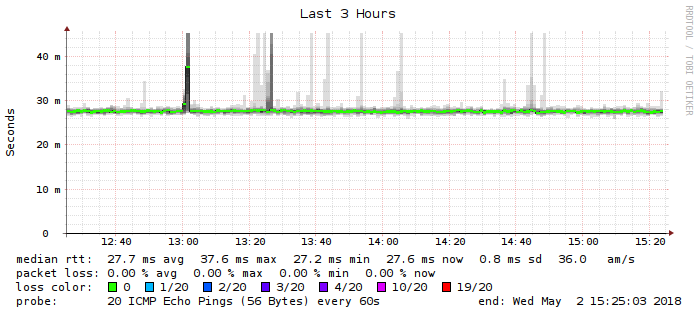 Last 3 Hours
RRDTOOL / TOBI OETIKER
Seconds
40 m
30 m
20 m
10 m
0
12:40 13:00 13:20 13:40 14:00 14:20 14:40 15:00 15:20
median rtt: 27.7 ms avg 37.6 ms max 27.2 ms min 27.6 ms now 0.8 ms sd 36.0 am/s
packet loss: 0.00 % avg 0.00 % max 0.00 % min 0.00 % now
loss color: 0 1/20 2/20 3/20 4/20 10/20 19/20
probe: 20 ICMP Echo Pings (56 Bytes) every 60s end: Wed May 2 15:25:03 2018